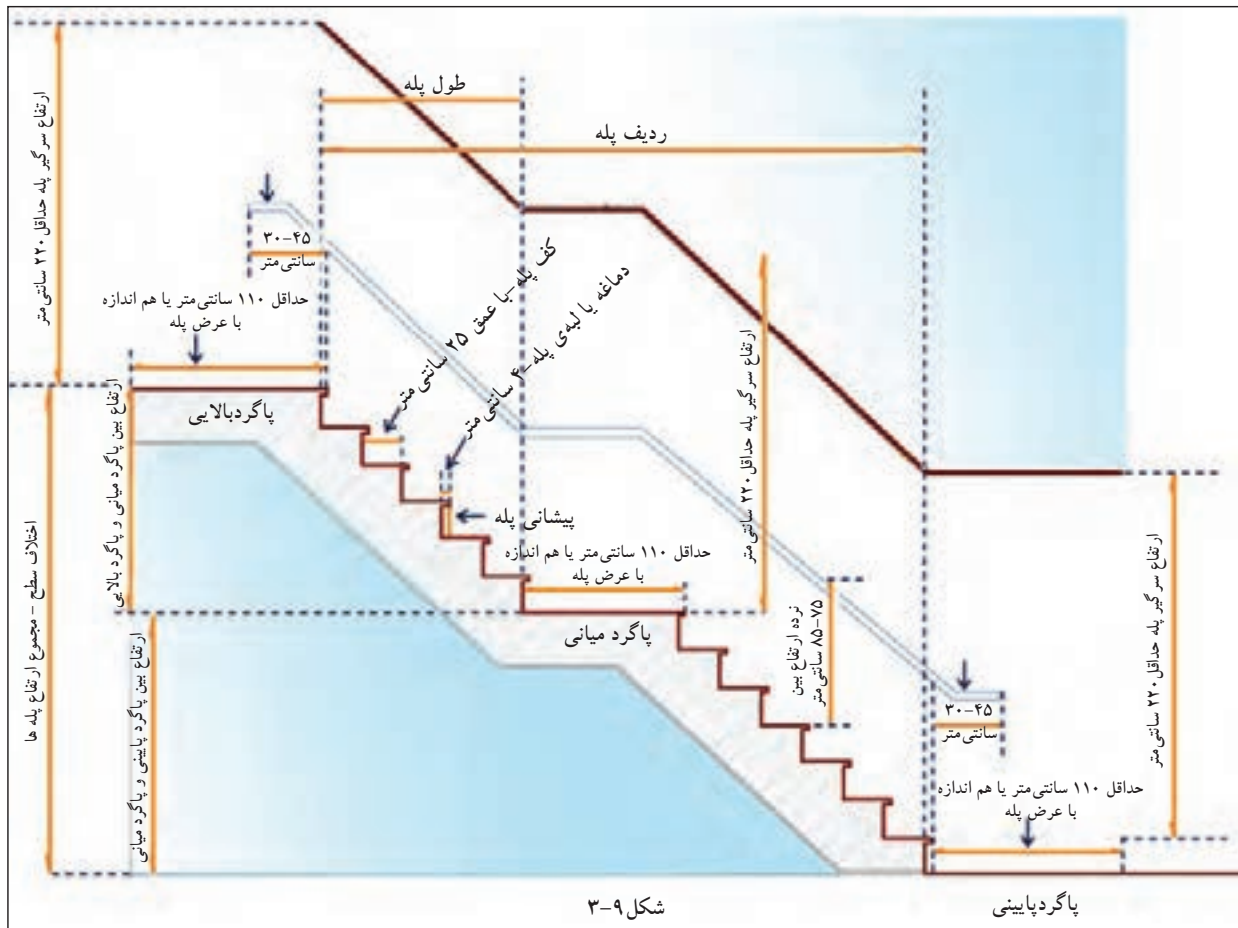 طول پله
ردیف پله
ارتفاع سرگیر پله حداقل ۲۲۰ سانتی‌متر
۳۰-۴۵
سانتی‌متر
حداقل ۱۱۰ سانتی‌متر یا هم اندازه
با عرض پله
کف پله-با عمق ۲۵ سانتی متر
دماغه یا لبه‌ی پله-۴ سانتی متر
پاگردبالایی
ارتفاع بین پاگرد میانی و پاگرد بالایی
پیشانی پله
ارتفاع سرگیر پله حداقل ۲۲۰ سانتی‌متر
حداقل ۱۱۰ سانتی‌متر یا هم اندازه
با عرض پله
پاگرد میانی
اختلاف سطح - مجموع ارتفاع پله ها
ارتفاع بین پاگرد پایینی و پاگرد میانی
نرده ارتفاع بین
۷۵-۸۵ سانتی‌متر
۳۰-۴۵
سانتی‌متر
ارتفاع سرگیر پله حداقل ۲۲۰ سانتی‌متر
حداقل ۱۱۰ سانتی‌متر یا هم اندازه
با عرض پله
پاگردپایینی
شکل ۹-۳